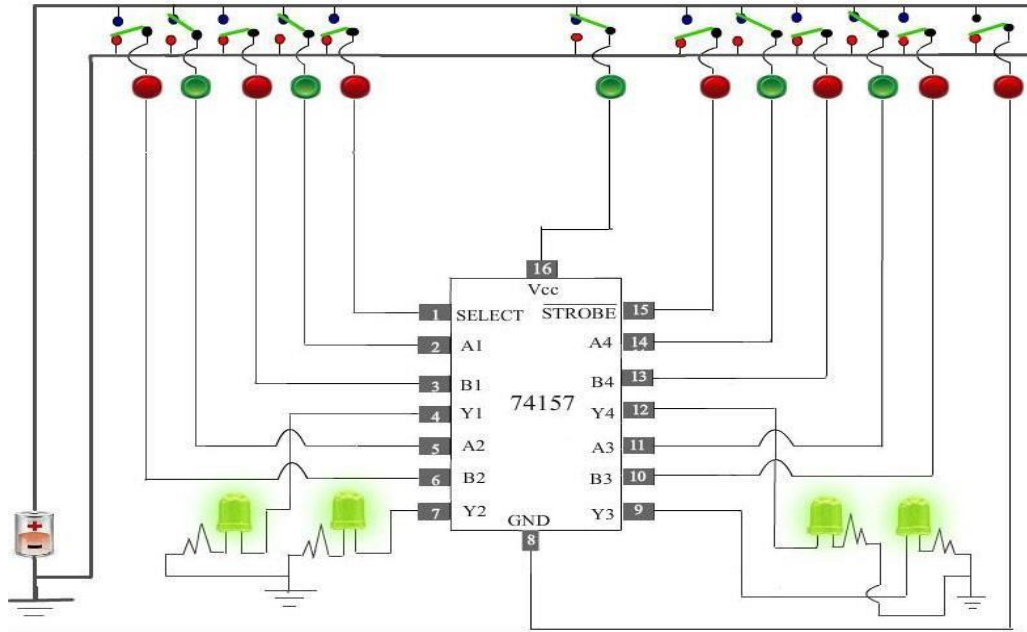 16
Vcc
1 SELECT STROBE 15
2 A1 A4 14
3 B1 B4 13
74157
4 Y1 Y4 12
5 A2 A3 11
6 B2 B3 10
7 Y2 Y3 9
GND
8
+
-